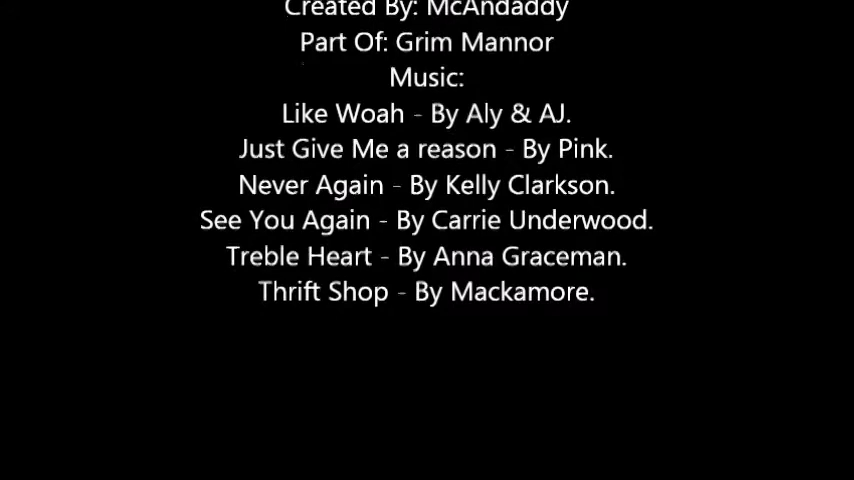 Created By: McAndaddy
Part Of: Grim Mannor
Music:
Like Woah - By Aly & AJ.
Just Give Me a reason - By Pink.
Never Again - By Kelly Clarkson.
See You Again - By Carrie Underwood.
Treble Heart - By Anna Graceman.
Thrift Shop - By Mackamore.